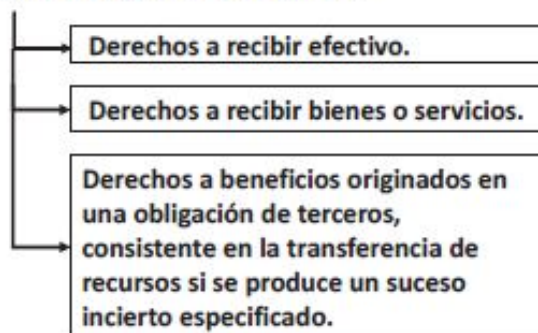 Derechos a recibir efectivo.
Derechos a recibir bienes o servicios.
Derechos a beneficios originados en
una obligación de terceros,
consistente en la transferencia de
recursos si se produce un suceso
incierto especificado.